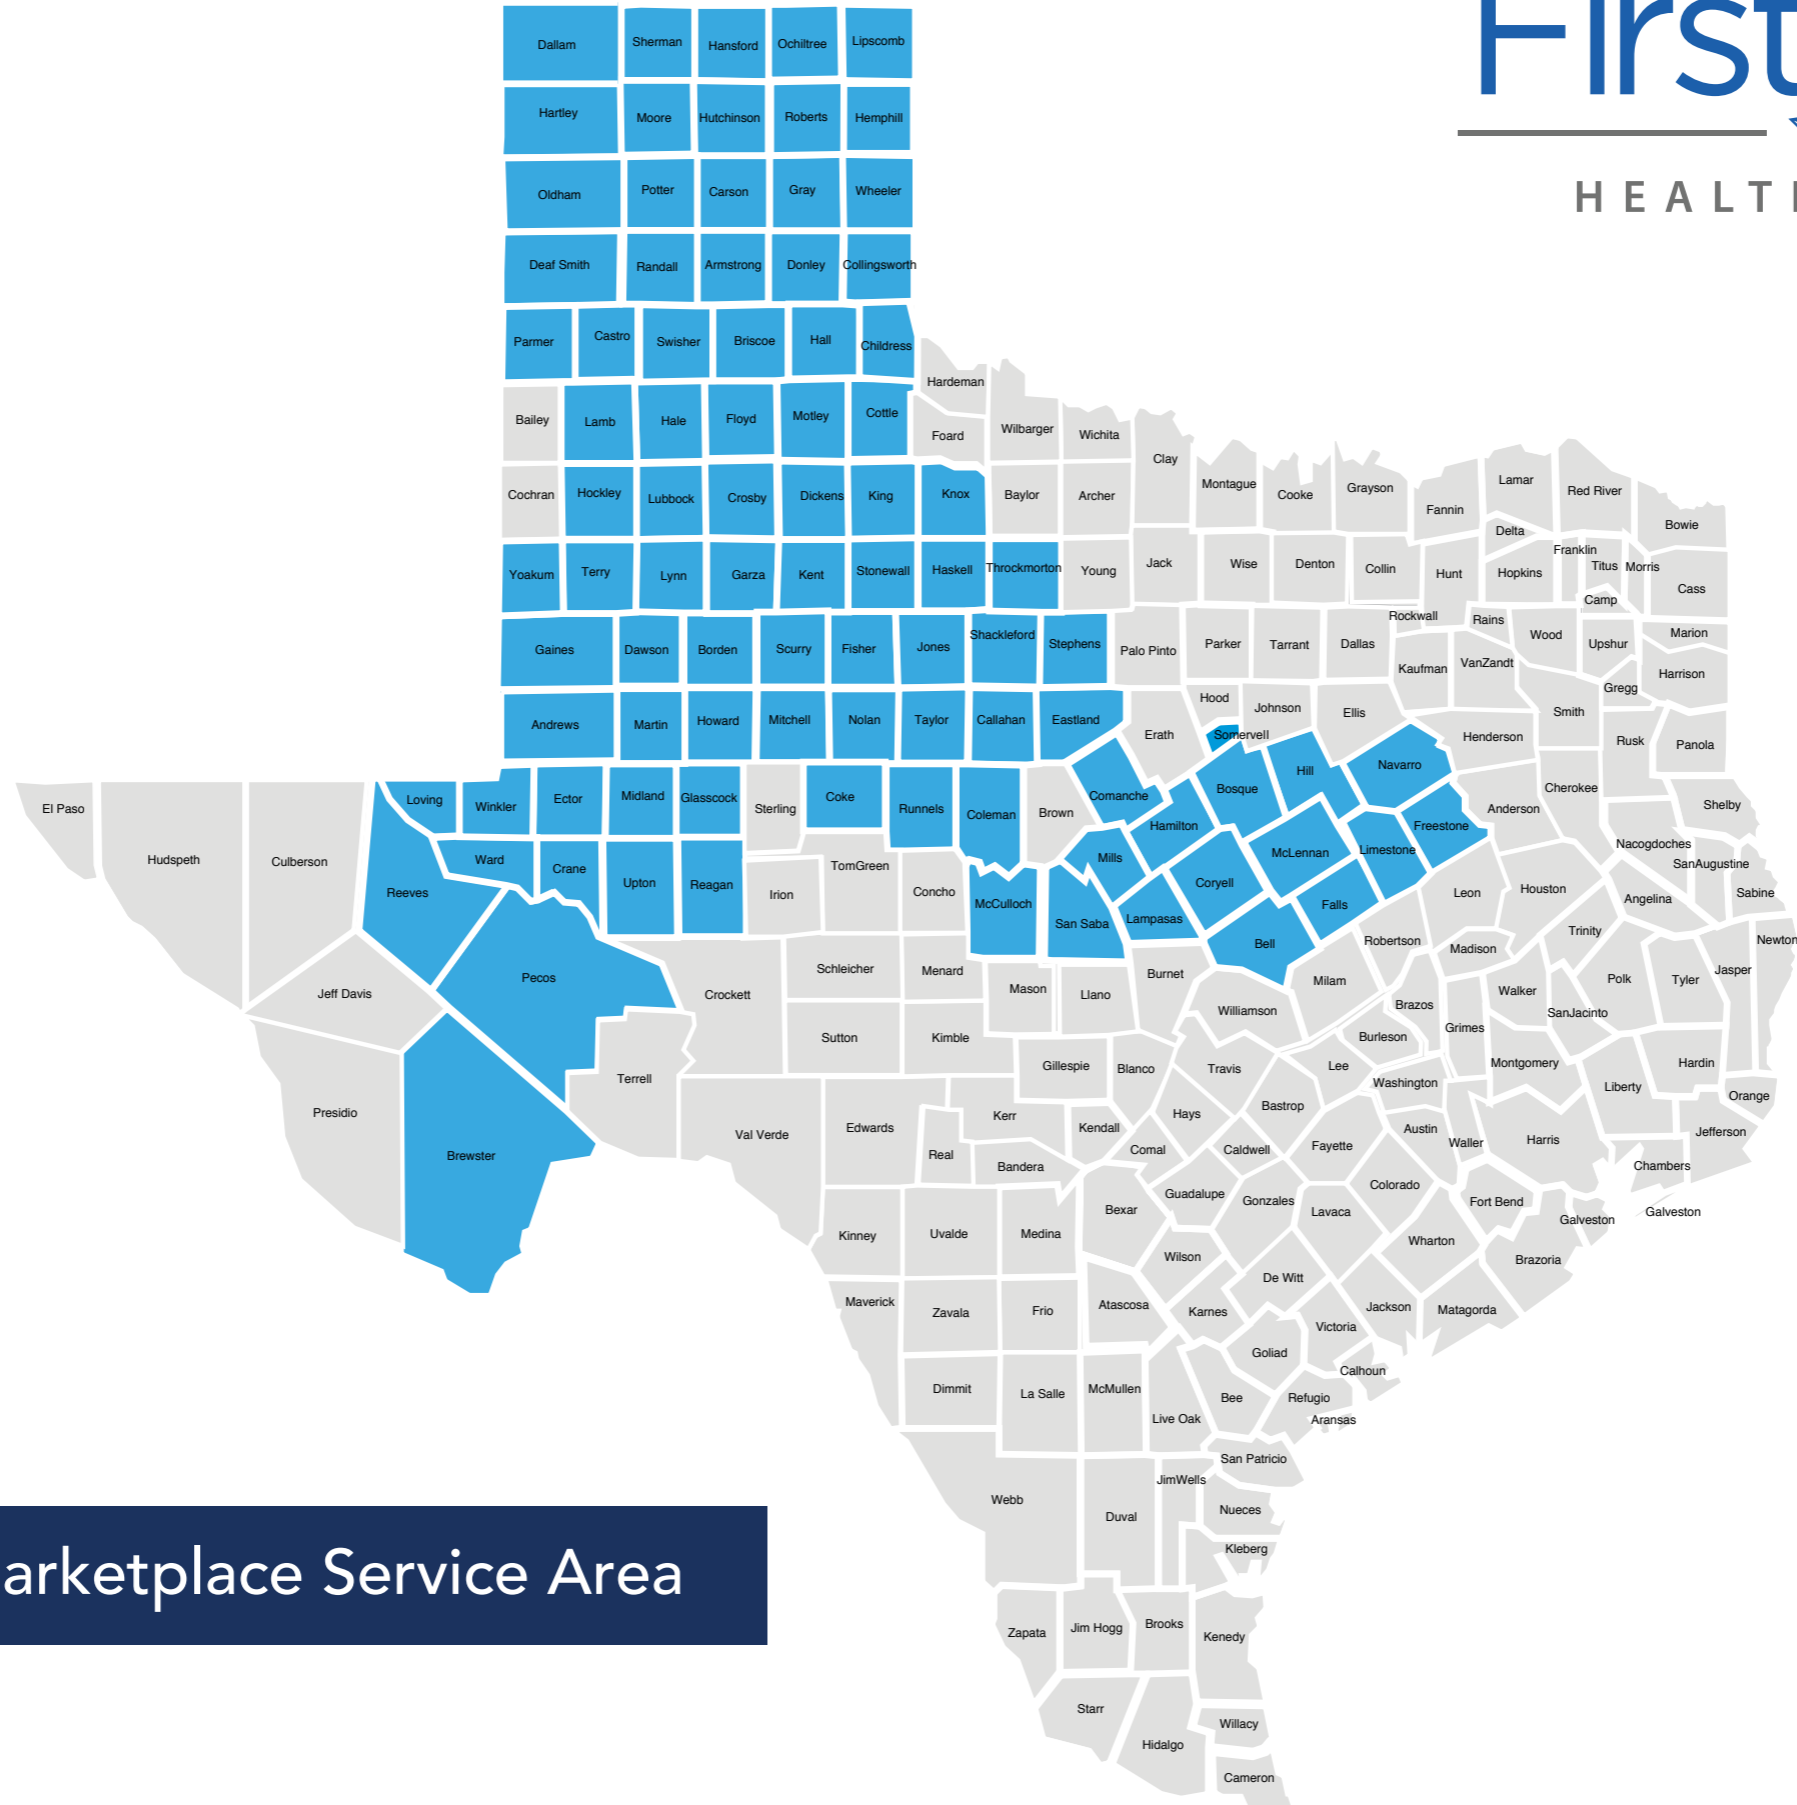 First
HEALTH
Dallam Sherman Hansford Ochiltree Lipscomb
Hartley Moore Hutchinson Roberts Hemphill
Oldham Potter Carson Gray Wheeler
Deaf Smith Randall Armstrong Donley Collingsworth
Parmer Castro Swisher Briscoe Hall Childress
Hardeman
Bailey Lamb Hale Floyd Motley Cottle Foard Wilbarger Wichita
Clay Montague Cooke Grayson Fannin Lamar Red River Bowie
Cochran Hockley Lubbock Crosby Dickens King Knox Baylor Archer
Delta Franklin Titus Morris
Yoakum Terry Lynn Garza Kent Stonewall Haskell Throckmorton Young Jack Wise Denton Collin Hunt Hopkins Cass
Camp
Rockwall Rains Wood Upshur Marion
Gaines Dawson Borden Scurry Fisher Jones Shackleford Stephens Palo Pinto Parker Tarrant Dallas Kaufman VanZandt Harrison
Gregg
Andrews Martin Howard Mitchell Nolan Taylor Callahan Eastland Erath Hood Johnson Ellis Smith
Somervell Henderson Rusk Panola
El Paso Loving Winkler Ector Midland Glasscock Sterling Coke Runnels Coleman Brown Comanche Bosque Hill Navarro Anderson Cherokee Shelby
Hudspeth Culberson Reeves Ward Crane Upton Reagan Irion TomGreen Concho McCulloch Mills Hamilton McLennan Limestone Freestone Nacogdoches
SanAugustine
San Saba Lampasas Coryell Falls Leon Houston Angelina Sabine
Bell Robertson Madison Trinity Newton
Jeff Davis Pecos Crockett Schleicher Menard Mason Llano Burnet Milam Walker Polk Tyler Jasper
Williamson Brazos SanJacinto
Sutton Kimble Burleson Grimes
Terrell Gillespie Blanco Travis Lee Washington Montgomery Liberty Hardin
Presidio Brewster Val Verde Edwards Kerr Kendall Hays Bastrop Austin Waller Harris Orange
Real Bandera Comal Caldwell Fayette Jefferson
Chambers
Kinney Uvalde Medina Bexar Guadalupe Gonzales Lavaca Colorado Fort Bend Galveston Galveston
Wilson Wharton Brazoria
Maverick Zavala Frio Atascosa Karnes De Witt Victoria Jackson Matagorda
Goliad
Dimmit La Salle McMullen Live Oak Bee Refugio Calhoun
Aransas
San Patricio
Webb Duval JimWells Nueces
Kleberg
arketplace Service Area
Zapata Jim Hogg Brooks Kenedy
Starr Hidalgo Willacy
Cameron